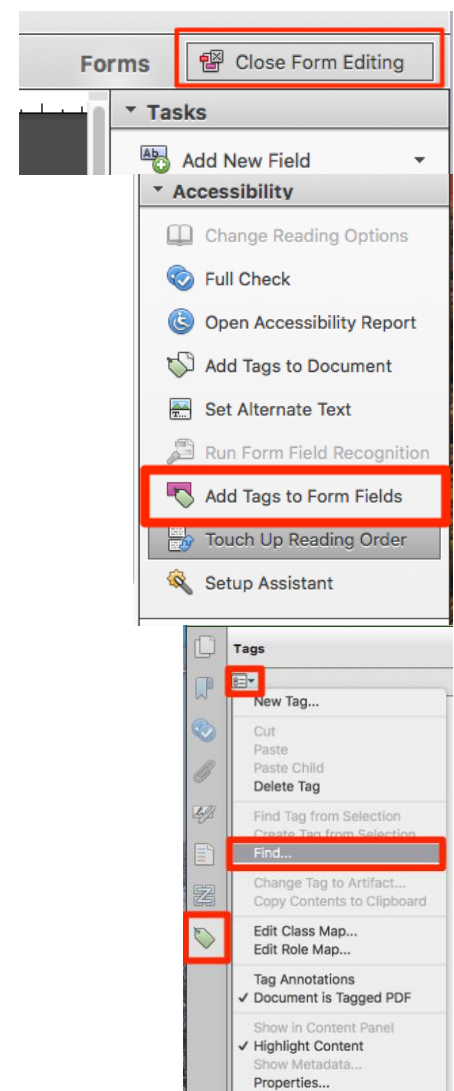 Forms Close Form Editing
Tasks
Ab Add New Field
Accessibility
Change Reading Options
Full Check
Open Accessibility Report
Add Tags to Document
Set Alternate Text
Run Form Field Recognition
Add Tags to Form Fields
Touch Up Reading Order
Setup Assistant
Tags
New Tag...
Cut
Paste
Paste Child
Delete Tag
Find Tag from Selection
Create Tag from Selection
Find...
Change Tag to Artifact...
Copy Contents to Clipboard
Edit Class Map...
Edit Role Map...
Tag Annotations
✓ Document is Tagged PDF
Show in Content Panel
✓ Highlight Content
Show Metadata...
Properties...